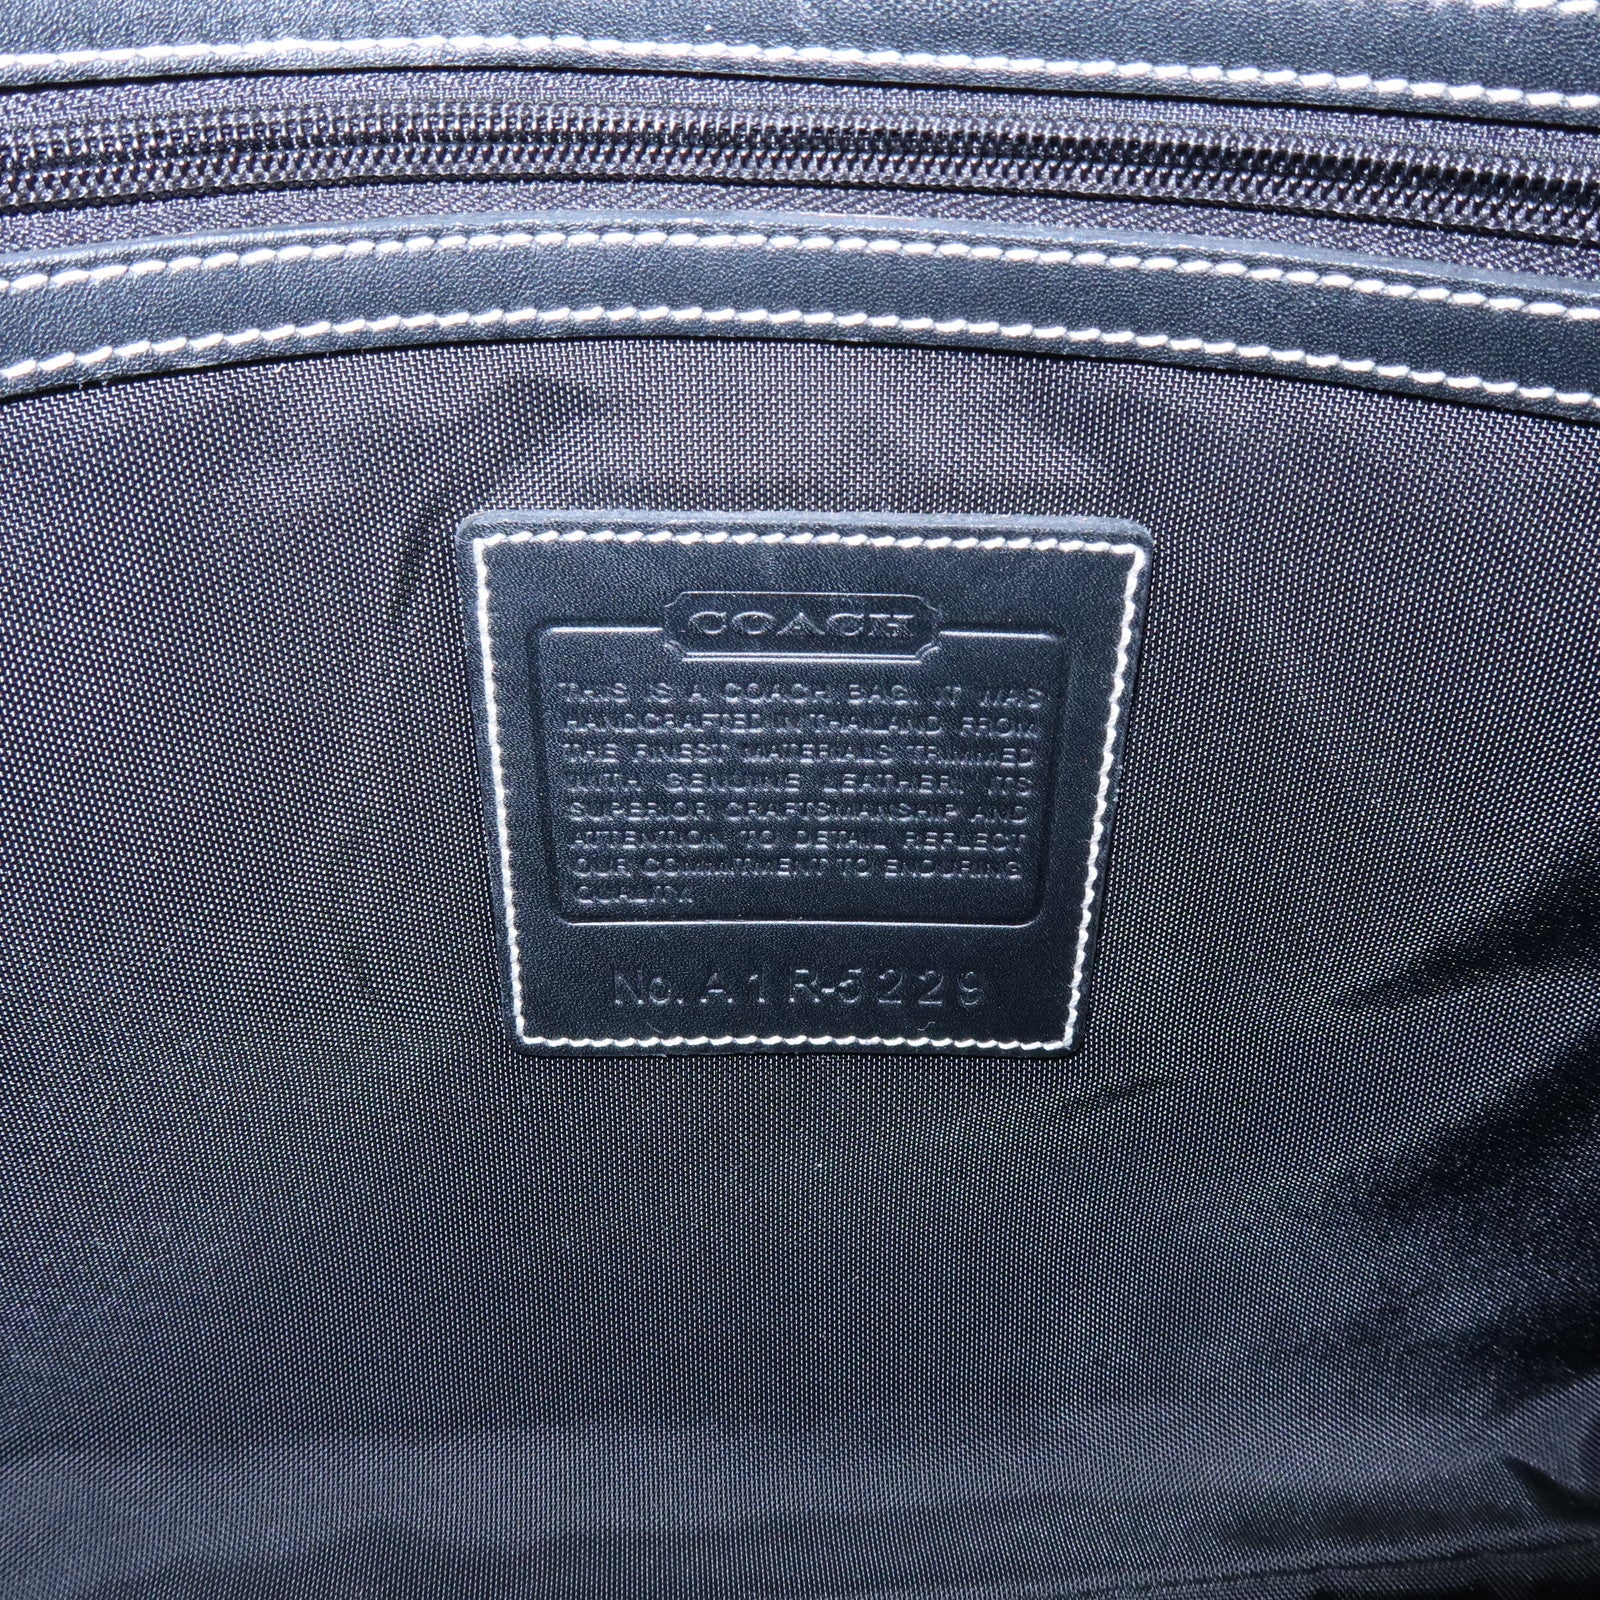 COACH
THIS IS A COACH BAG. IT WAS
HANDCRAFTED IN THAILAND FROM
THE FINEST MATERIALS TRIMMED
WITH GENUINE LEATHER. ITS
SUPERIOR CRAFTSMANSHIP AND
ATTENTION TO DETAIL REFLECT
OUR COMMITMENT TO ENDURING
QUALITY.
No. A1R-5229